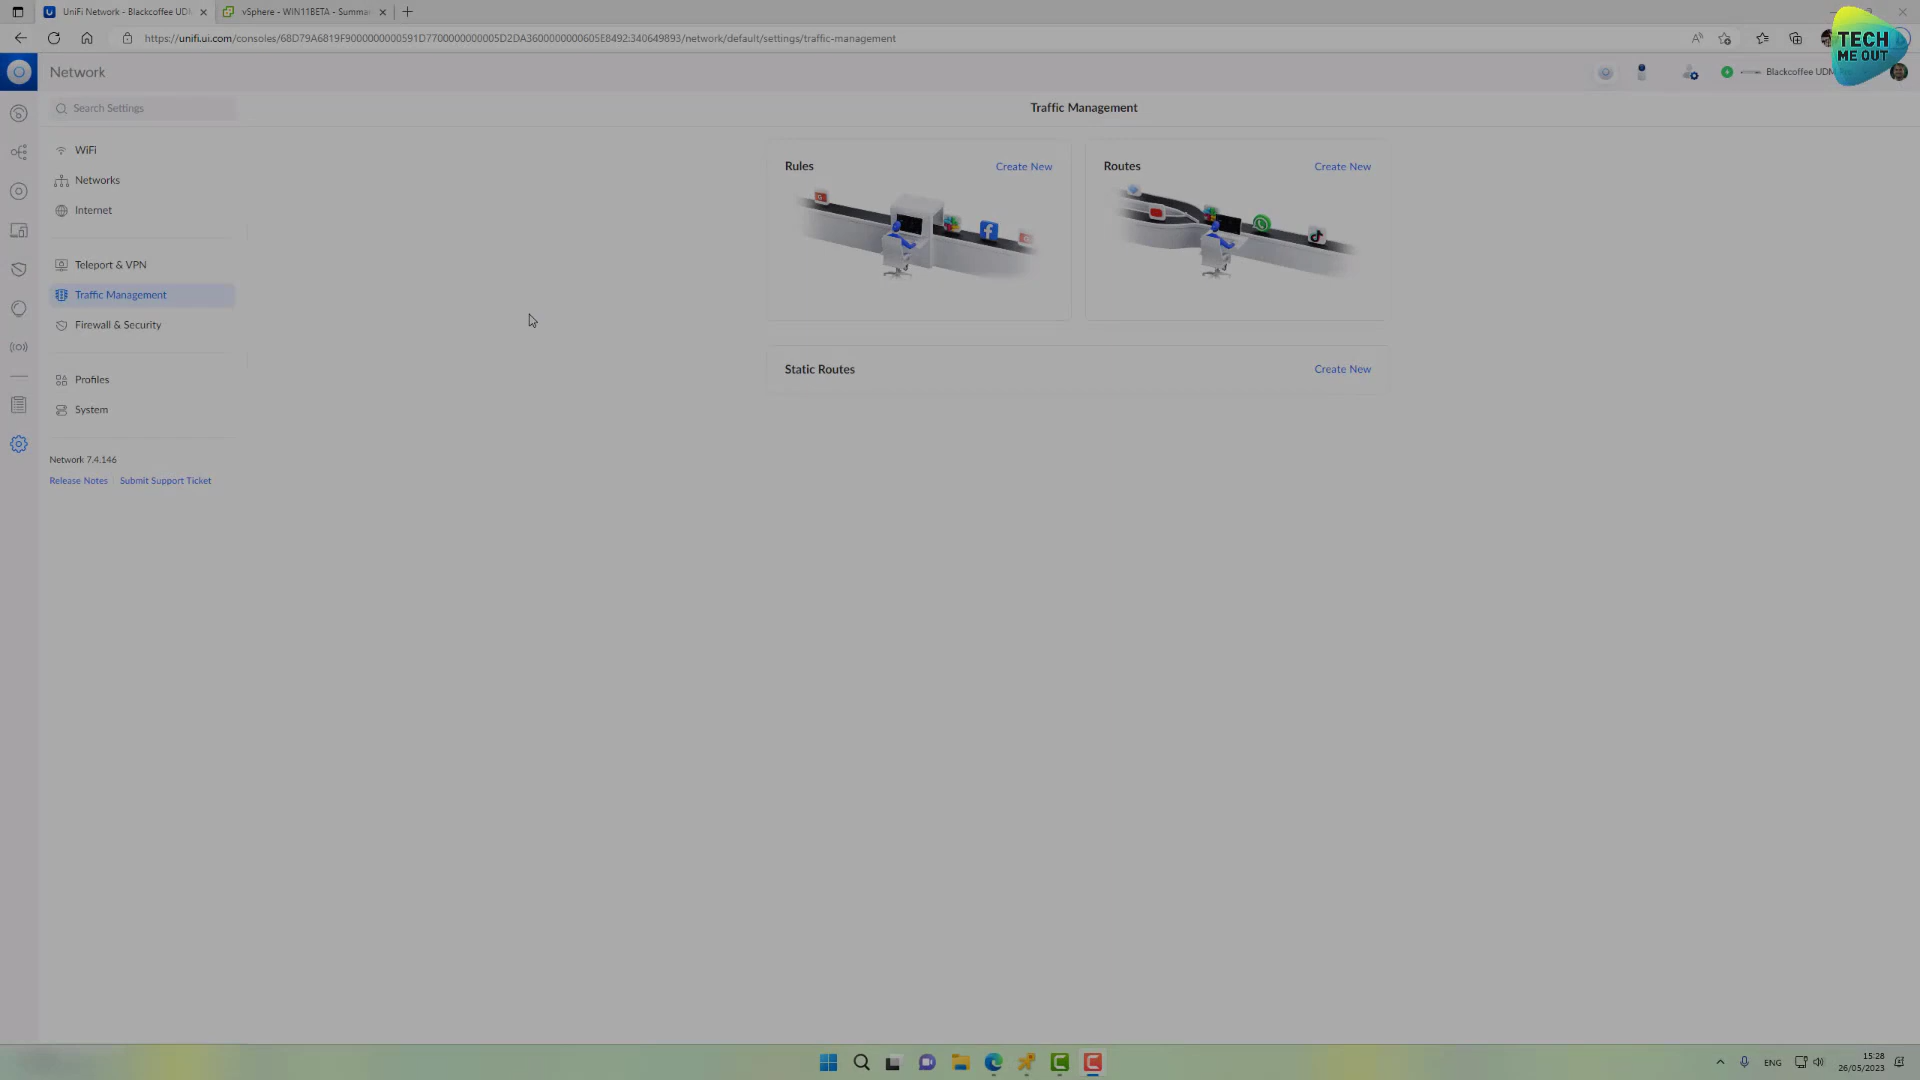 UniFi Network - Blackcoffee UDM
vSphere - WIN11BETA - Summar
https://unifi.ui.com/consoles/68D79A6819F9000000000591D7700000000005D2DA3600000000605E8492:340649893/network/default/settings/traffic-management
TECH
ME OUT
Network
Blackcoffee UDM
Search Settings
Traffic Management
WiFi
Networks
Internet
Teleport & VPN
Traffic Management
Firewall & Security
Profiles
System
Network 7.4.146
Release Notes
Submit Support Ticket
Rules
Create New
Routes
Create New
Static Routes
Create New
ENG
15:28
26/05/2023